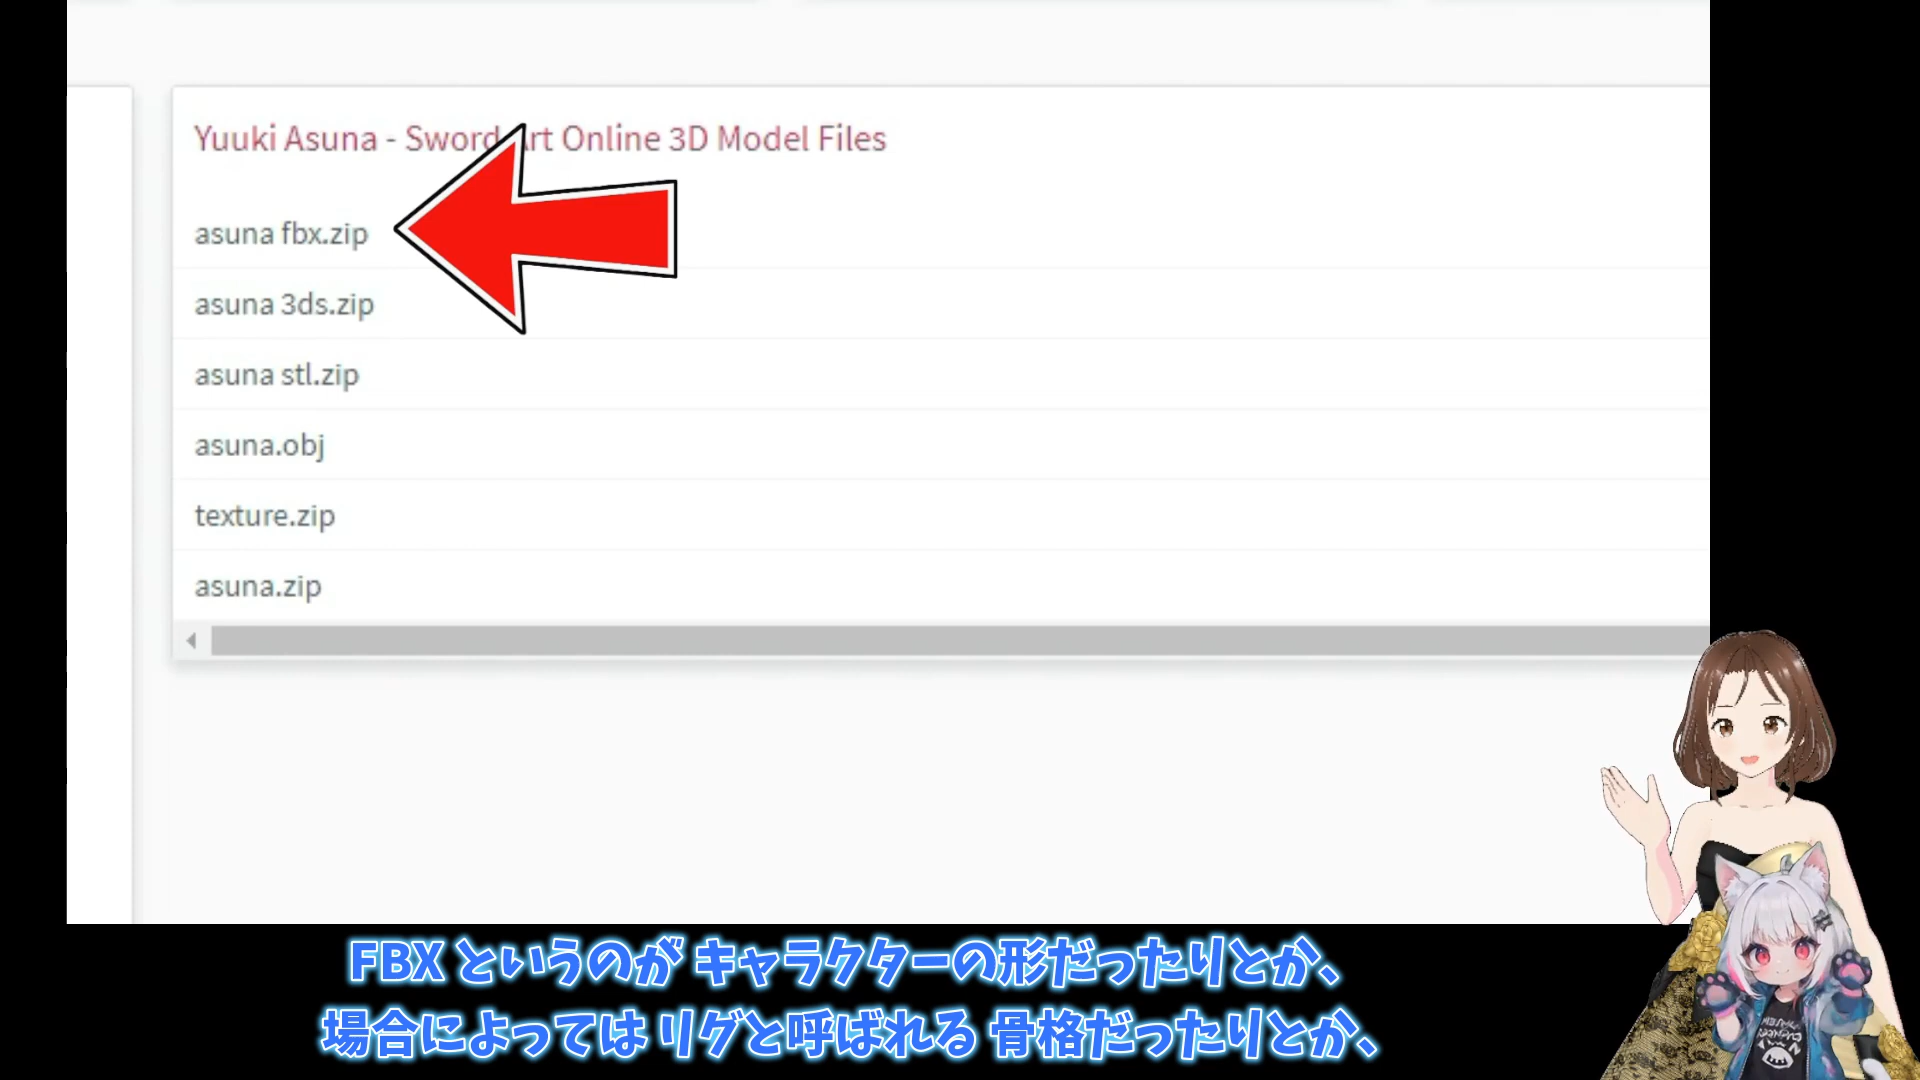 Yuuki Asuna - Sword Art Online 3D Model Files
asuna fbx.zip
asuna 3ds.zip
asuna stl.zip
asuna.obj
texture.zip
asuna.zip
FBX というのが キャラクターの形だったりとか、
場合によっては リグと呼ばれる 骨格だったりとか、